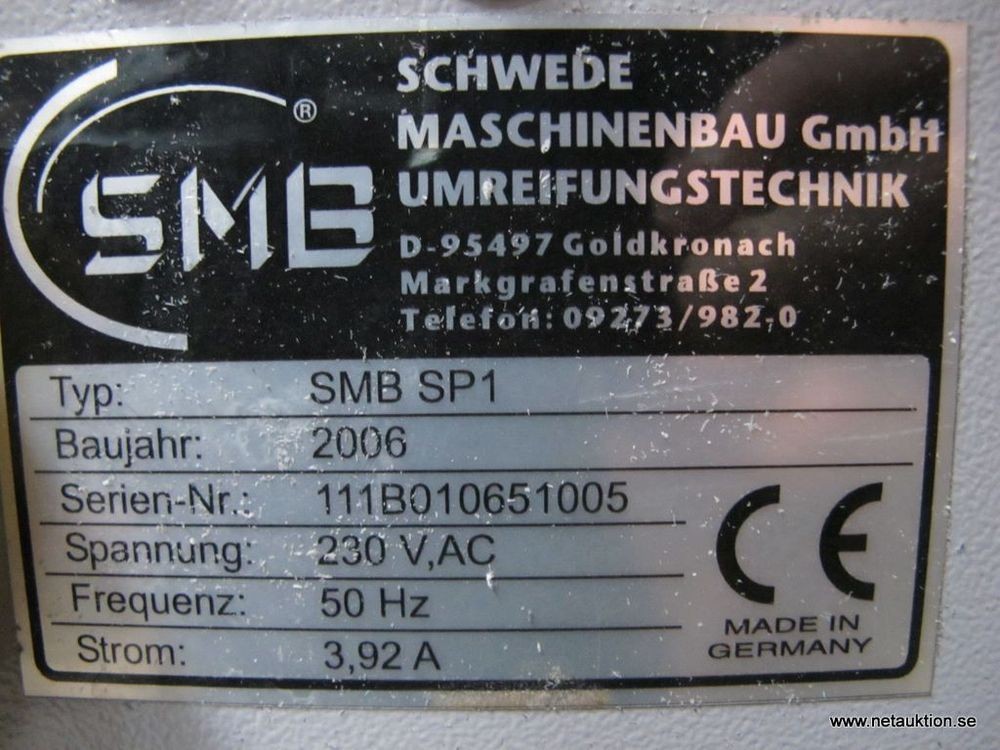 SCHWEDE
MASCHINENBAU GmbH
UMREIFUNGSTECHNIK
D-95497 Goldkronach
Markgrafenstraße 2
Telefon: 09273/982-0
SMB ®
Typ: SMB SP1
Baujahr: 2006
Serien-Nr.: 111B010651005
Spannung: 230 V,AC
Frequenz: 50 Hz
Strom: 3,92 A
CE
MADE IN
GERMANY
www.netauktion.se